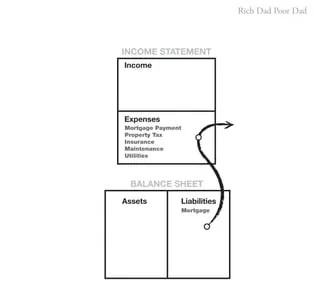 Rich Dad Poor Dad
INCOME STATEMENT
Income
Expenses
Mortgage Payment
Property Tax
Insurance
Maintenance
Utilities
BALANCE SHEET
Assets
Liabilities
Mortgage